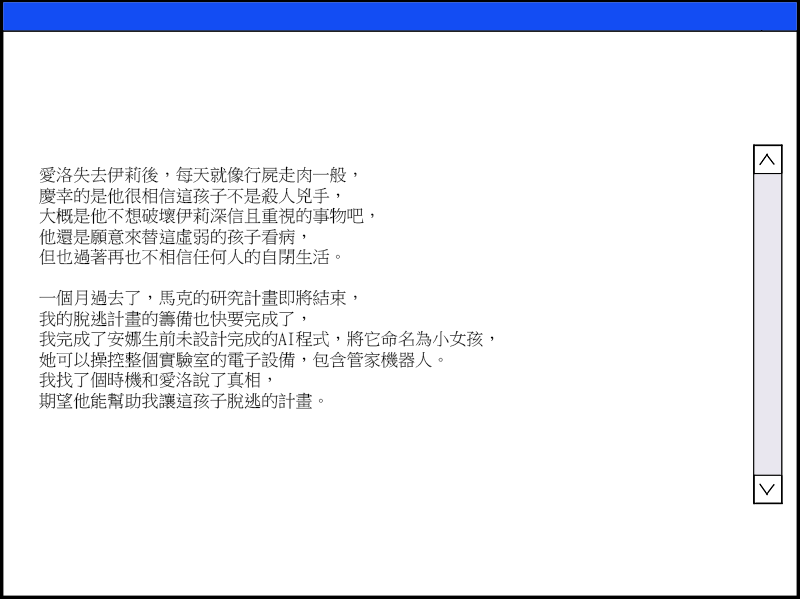 愛洛失去伊莉後，每天就像行屍走肉一般，
慶幸的是他很相信這孩子不是殺人兇手，
大概是他不想破壞伊莉深信且重視的事物吧，
他還是願意來替這虛弱的孩子看病，
但也過著再也不相信任何人的自閉生活。
一個月過去了，馬克的研究計畫即將結束，
我的脫逃計畫的籌備也快要完成了，
我完成了安娜生前未設計完成的AI程式，將它命名為小女孩，
她可以操控整個實驗室的電子設備，包含管家機器人。
我找了個時機和愛洛說了真相，
期望他能幫助我讓這孩子脫逃的計畫。